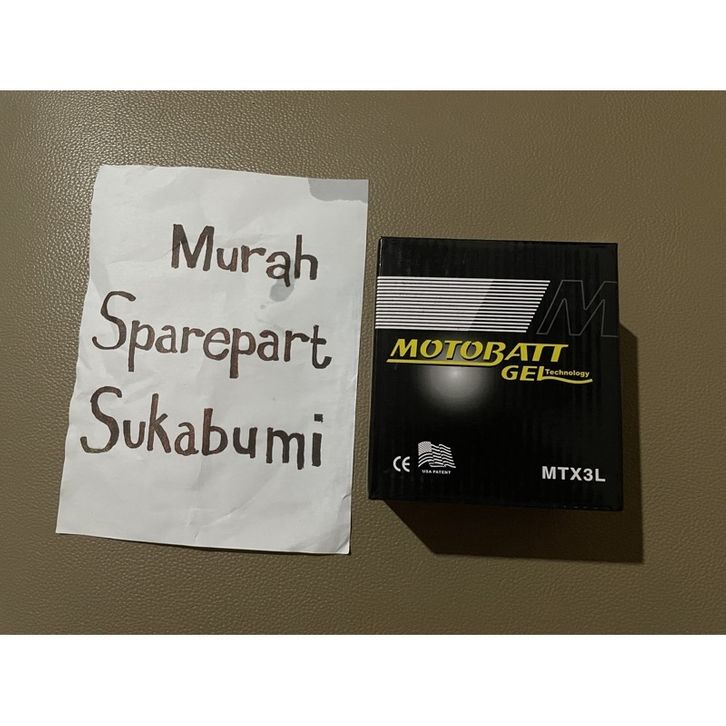 Murah
Sparepart
Sukabumi
M
MOTOBATT
GEL Technology
CE
USA PATENT
MTX3L